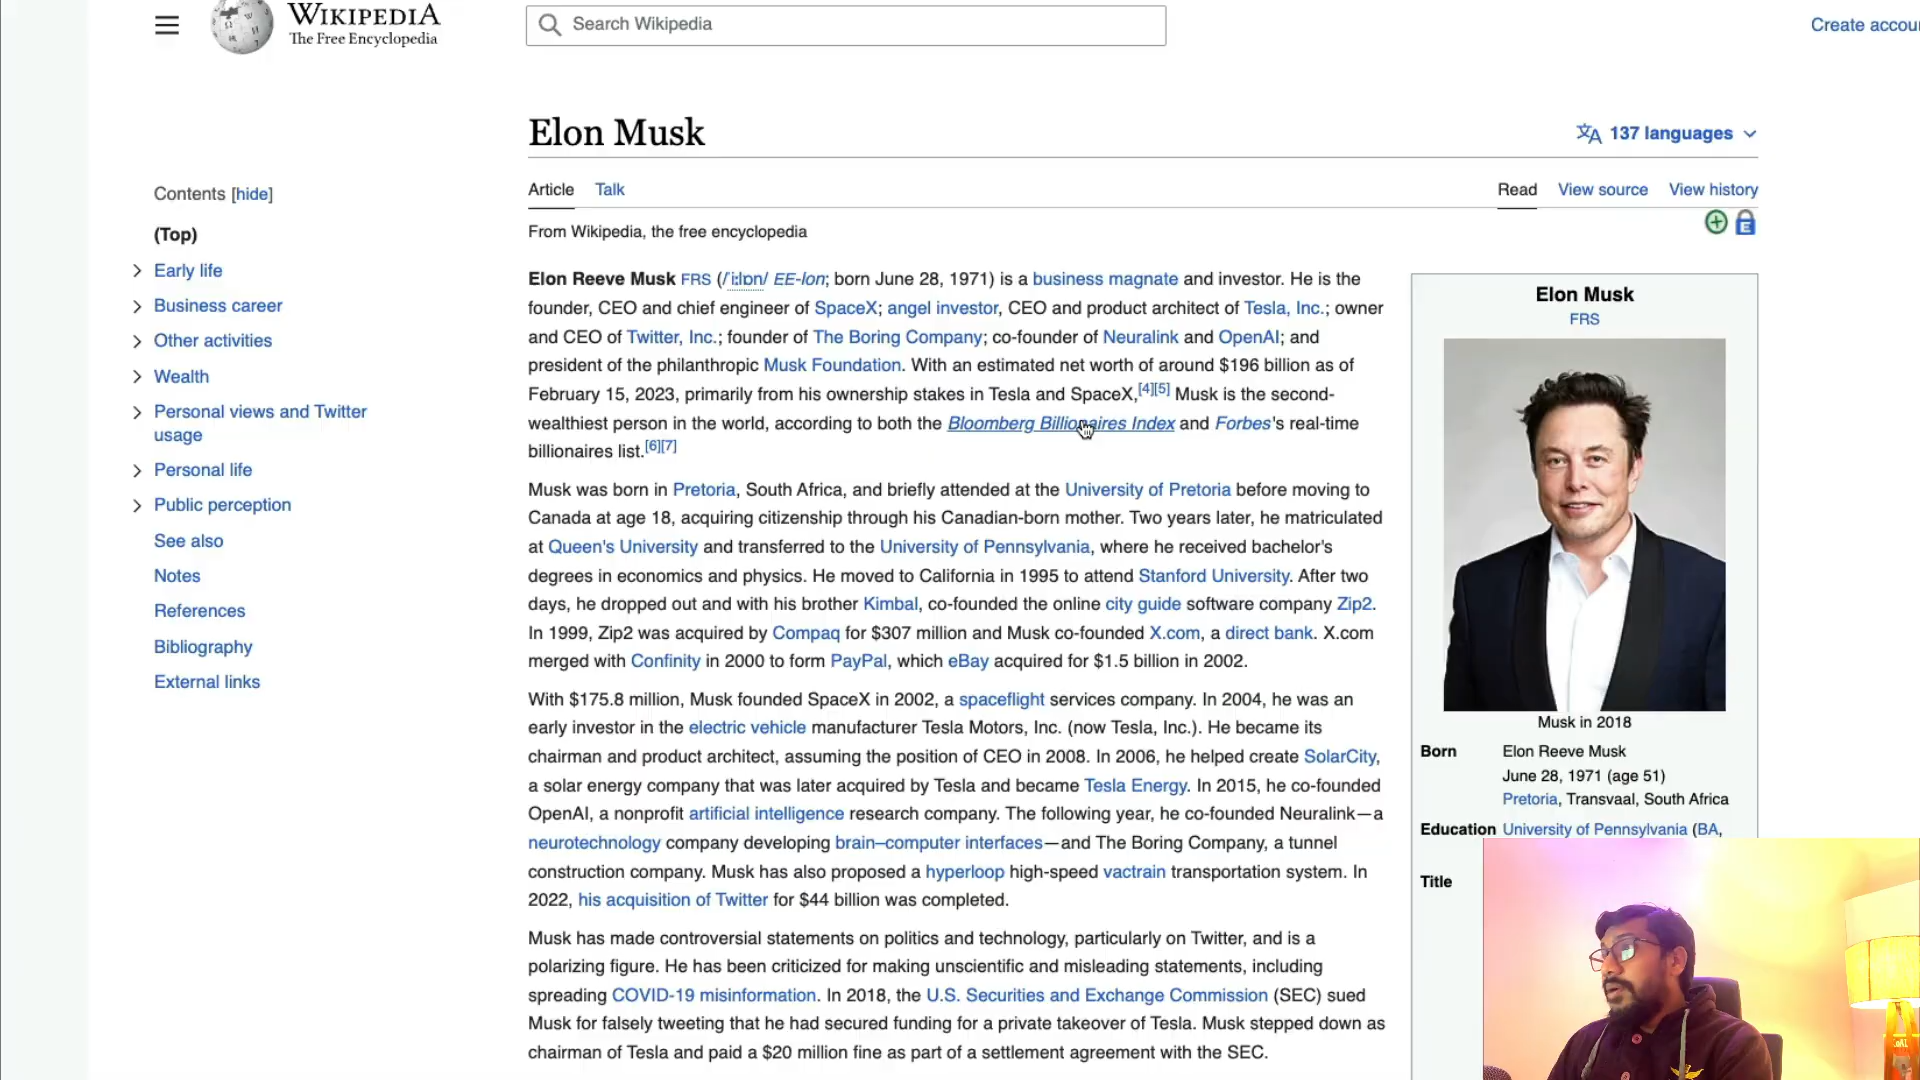 WIKIPEDIA
The Free Encyclopedia
Search Wikipedia
Create accou
Elon Musk
137 languages
Article Talk
Read View source View history
From Wikipedia, the free encyclopedia
Contents [hide]
(Top)
Early life
Business career
Other activities
Wealth
Personal views and Twitter
usage
Personal life
Public perception
See also
Notes
References
Bibliography
External links
Elon Reeve Musk FRS (/ˈiːlɒn/ EE-lon; born June 28, 1971) is a business magnate and investor. He is the
founder, CEO and chief engineer of SpaceX; angel investor, CEO and product architect of Tesla, Inc.; owner
and CEO of Twitter, Inc.; founder of The Boring Company; co-founder of Neuralink and OpenAI; and
president of the philanthropic Musk Foundation. With an estimated net worth of around $196 billion as of
February 15, 2023, primarily from his ownership stakes in Tesla and SpaceX,[4][5] Musk is the second-
wealthiest person in the world, according to both the Bloomberg Billionaires Index and Forbes's real-time
billionaires list.[6][7]
Musk was born in Pretoria, South Africa, and briefly attended at the University of Pretoria before moving to
Canada at age 18, acquiring citizenship through his Canadian-born mother. Two years later, he matriculated
at Queen's University and transferred to the University of Pennsylvania, where he received bachelor's
degrees in economics and physics. He moved to California in 1995 to attend Stanford University. After two
days, he dropped out and with his brother Kimbal, co-founded the online city guide software company Zip2.
In 1999, Zip2 was acquired by Compaq for $307 million and Musk co-founded X.com, a direct bank. X.com
merged with Confinity in 2000 to form PayPal, which eBay acquired for $1.5 billion in 2002.
With $175.8 million, Musk founded SpaceX in 2002, a spaceflight services company. In 2004, he was an
early investor in the electric vehicle manufacturer Tesla Motors, Inc. (now Tesla, Inc.). He became its
chairman and product architect, assuming the position of CEO in 2008. In 2006, he helped create SolarCity,
a solar energy company that was later acquired by Tesla and became Tesla Energy. In 2015, he co-founded
OpenAI, a nonprofit artificial intelligence research company. The following year, he co-founded Neuralink—a
neurotechnology company developing brain–computer interfaces—and The Boring Company, a tunnel
construction company. Musk has also proposed a hyperloop high-speed vactrain transportation system. In
2022, his acquisition of Twitter for $44 billion was completed.
Musk has made controversial statements on politics and technology, particularly on Twitter, and is a
polarizing figure. He has been criticized for making unscientific and misleading statements, including
spreading COVID-19 misinformation. In 2018, the U.S. Securities and Exchange Commission (SEC) sued
Musk for falsely tweeting that he had secured funding for a private takeover of Tesla. Musk stepped down as
chairman of Tesla and paid a $20 million fine as part of a settlement agreement with the SEC.
Elon Musk
FRS
Musk in 2018
Born Elon Reeve Musk
June 28, 1971 (age 51)
Pretoria, Transvaal, South Africa
Education University of Pennsylvania (BA,
Title